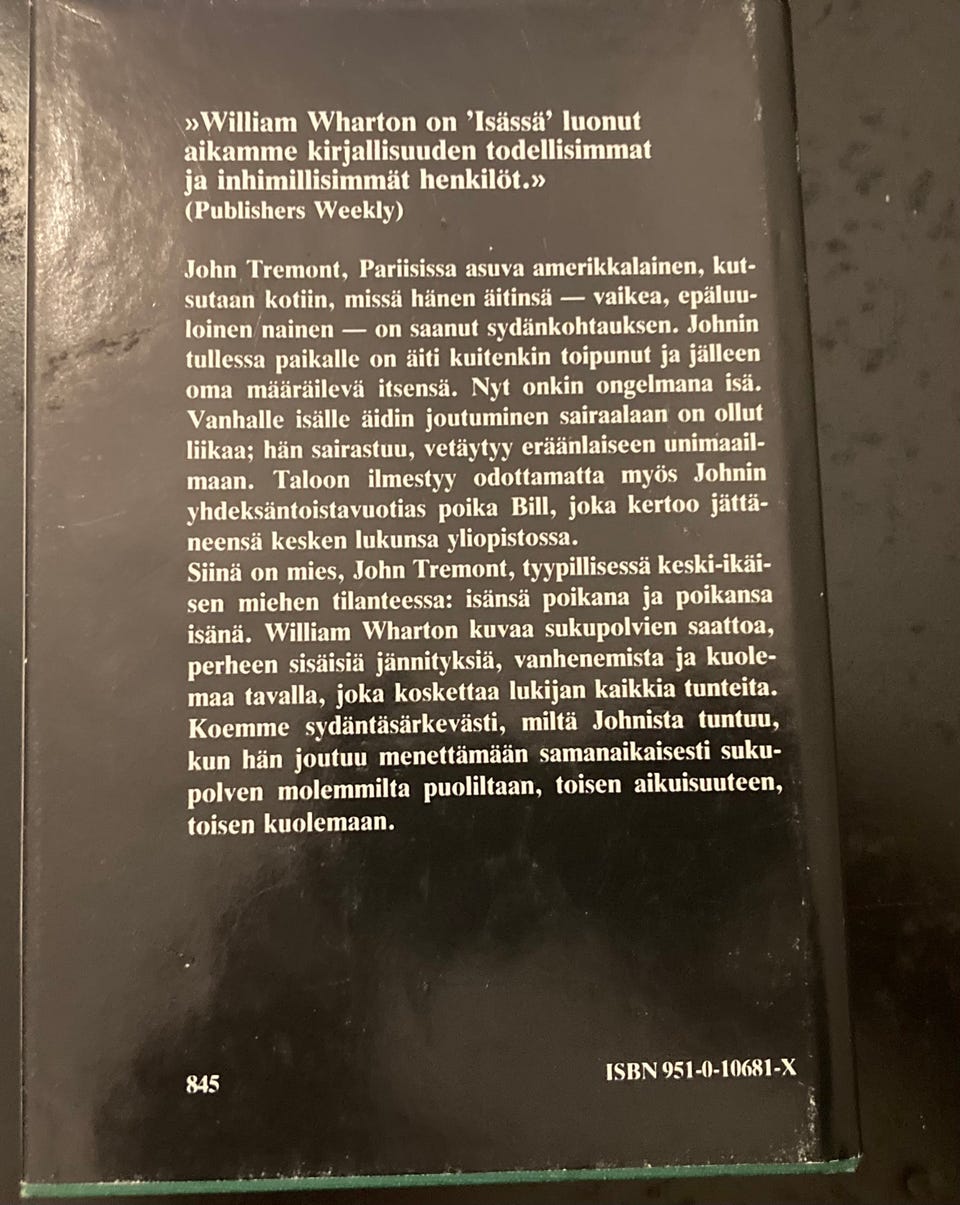 »William Wharton on 'Isässä' luonut
aikamme kirjallisuuden todellisimmat
ja inhimillisimmät henkilöt.»
(Publishers Weekly)
John Tremont, Pariisissa asuva amerikkalainen, kut-
sutaan kotiin, missä hänen äitinsä — vaikea, epäluu-
loinen nainen — on saanut sydänkohtauksen. Johnin
tullessa paikalle on äiti kuitenkin toipunut ja jälleen
oma määräilevä itsensä. Nyt onkin ongelmana isä.
Vanhalle isälle äidin joutuminen sairaalaan on ollut
liikaa; hän sairastuu, vetäytyy eräänlaiseen unimaail-
maan. Taloon ilmestyy odottamatta myös Johnin
yhdeksäntoistavuotias poika Bill, joka kertoo jättä-
neensä kesken lukunsa yliopistossa.
Siinä on mies, John Tremont, tyypillisessä keski-ikäi-
sen miehen tilanteessa: isänsä poikana ja poikansa
isänä. William Wharton kuvaa sukupolvien saattoa,
perheen sisäisiä jännityksiä, vanhenemista ja kuole-
maa tavalla, joka koskettaa lukijan kaikkia tunteita.
Koemme sydäntäsärkevästi, miltä Johnista tuntuu,
kun hän joutuu menettämään samanaikaisesti suku-
polven molemmilta puoliltaan, toisen aikuisuuteen,
toisen kuolemaan.
845
ISBN 951-0-10681-X